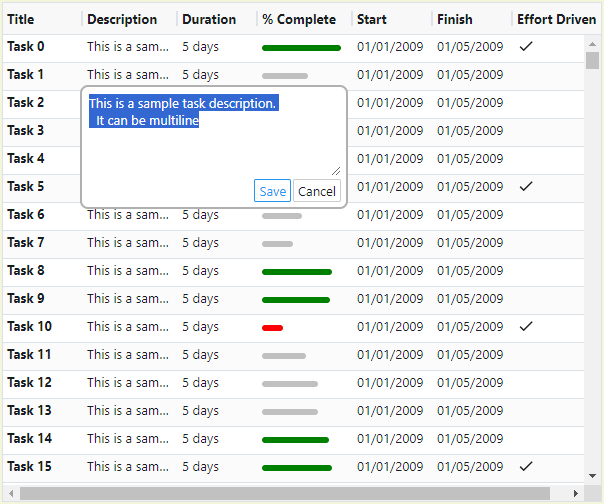 Title Description Duration % Complete Start Finish Effort Driven
Task 0 This is a sam... 5 days 01/01/2009 01/05/2009
Task 1 This is a sam... 5 days 01/01/2009 01/05/2009
Task 2 01/01/2009 01/05/2009
Task 3 01/01/2009 01/05/2009
Task 4 01/01/2009 01/05/2009
Task 5 01/01/2009 01/05/2009
This is a sample task description.
It can be multiline
Save Cancel
Task 6 This is a sam... 5 days 01/01/2009 01/05/2009
Task 7 This is a sam... 5 days 01/01/2009 01/05/2009
Task 8 This is a sam... 5 days 01/01/2009 01/05/2009
Task 9 This is a sam... 5 days 01/01/2009 01/05/2009
Task 10 This is a sam... 5 days 01/01/2009 01/05/2009
Task 11 This is a sam... 5 days 01/01/2009 01/05/2009
Task 12 This is a sam... 5 days 01/01/2009 01/05/2009
Task 13 This is a sam... 5 days 01/01/2009 01/05/2009
Task 14 This is a sam... 5 days 01/01/2009 01/05/2009
Task 15 This is a sam... 5 days 01/01/2009 01/05/2009